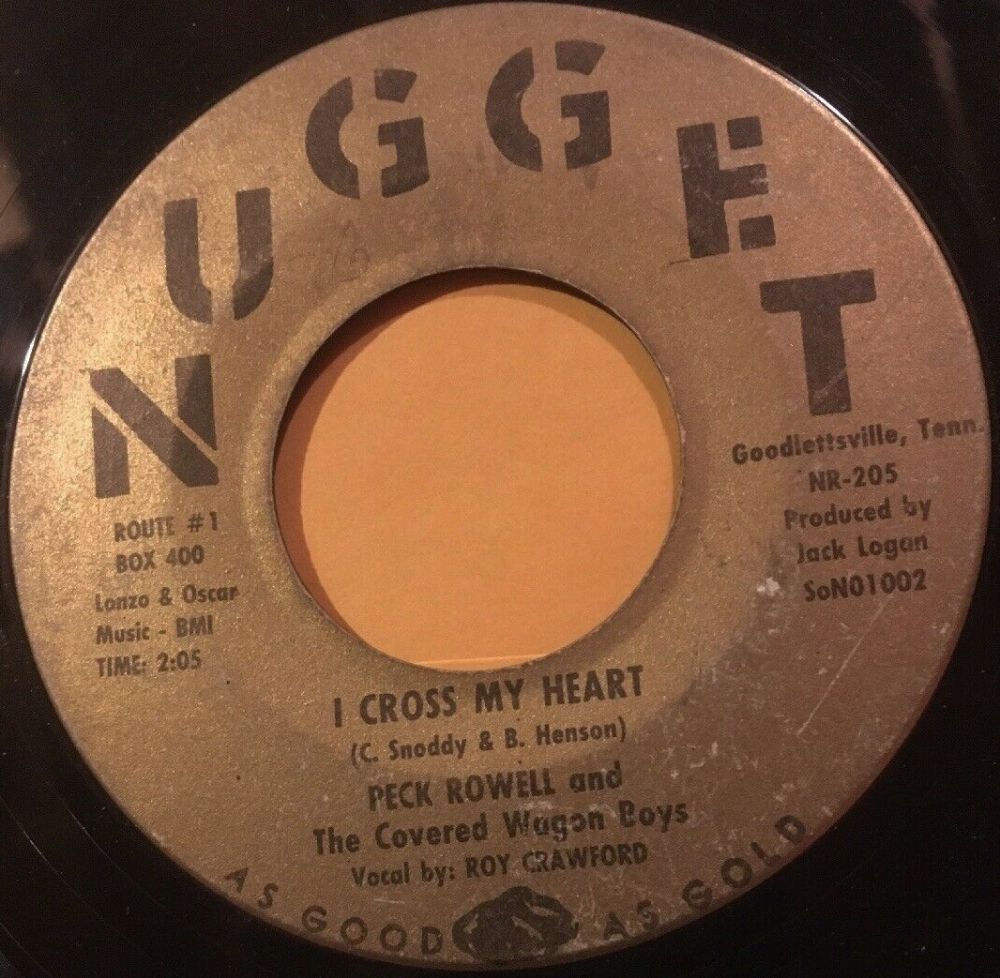 NUGGET
ROUTE #1
BOX 400
Lonzo & Oscar
Music - BMI
TIME: 2:05
Goodlettsville, Tenn.
NR-205
Produced by
Jack Logan
SoN01002
I CROSS MY HEART
(C. Snoddy & B. Henson)
PECK ROWELL and
The Covered Wagon Boys
Vocal by: ROY CRAWFORD
AS GOOD AS GOLD